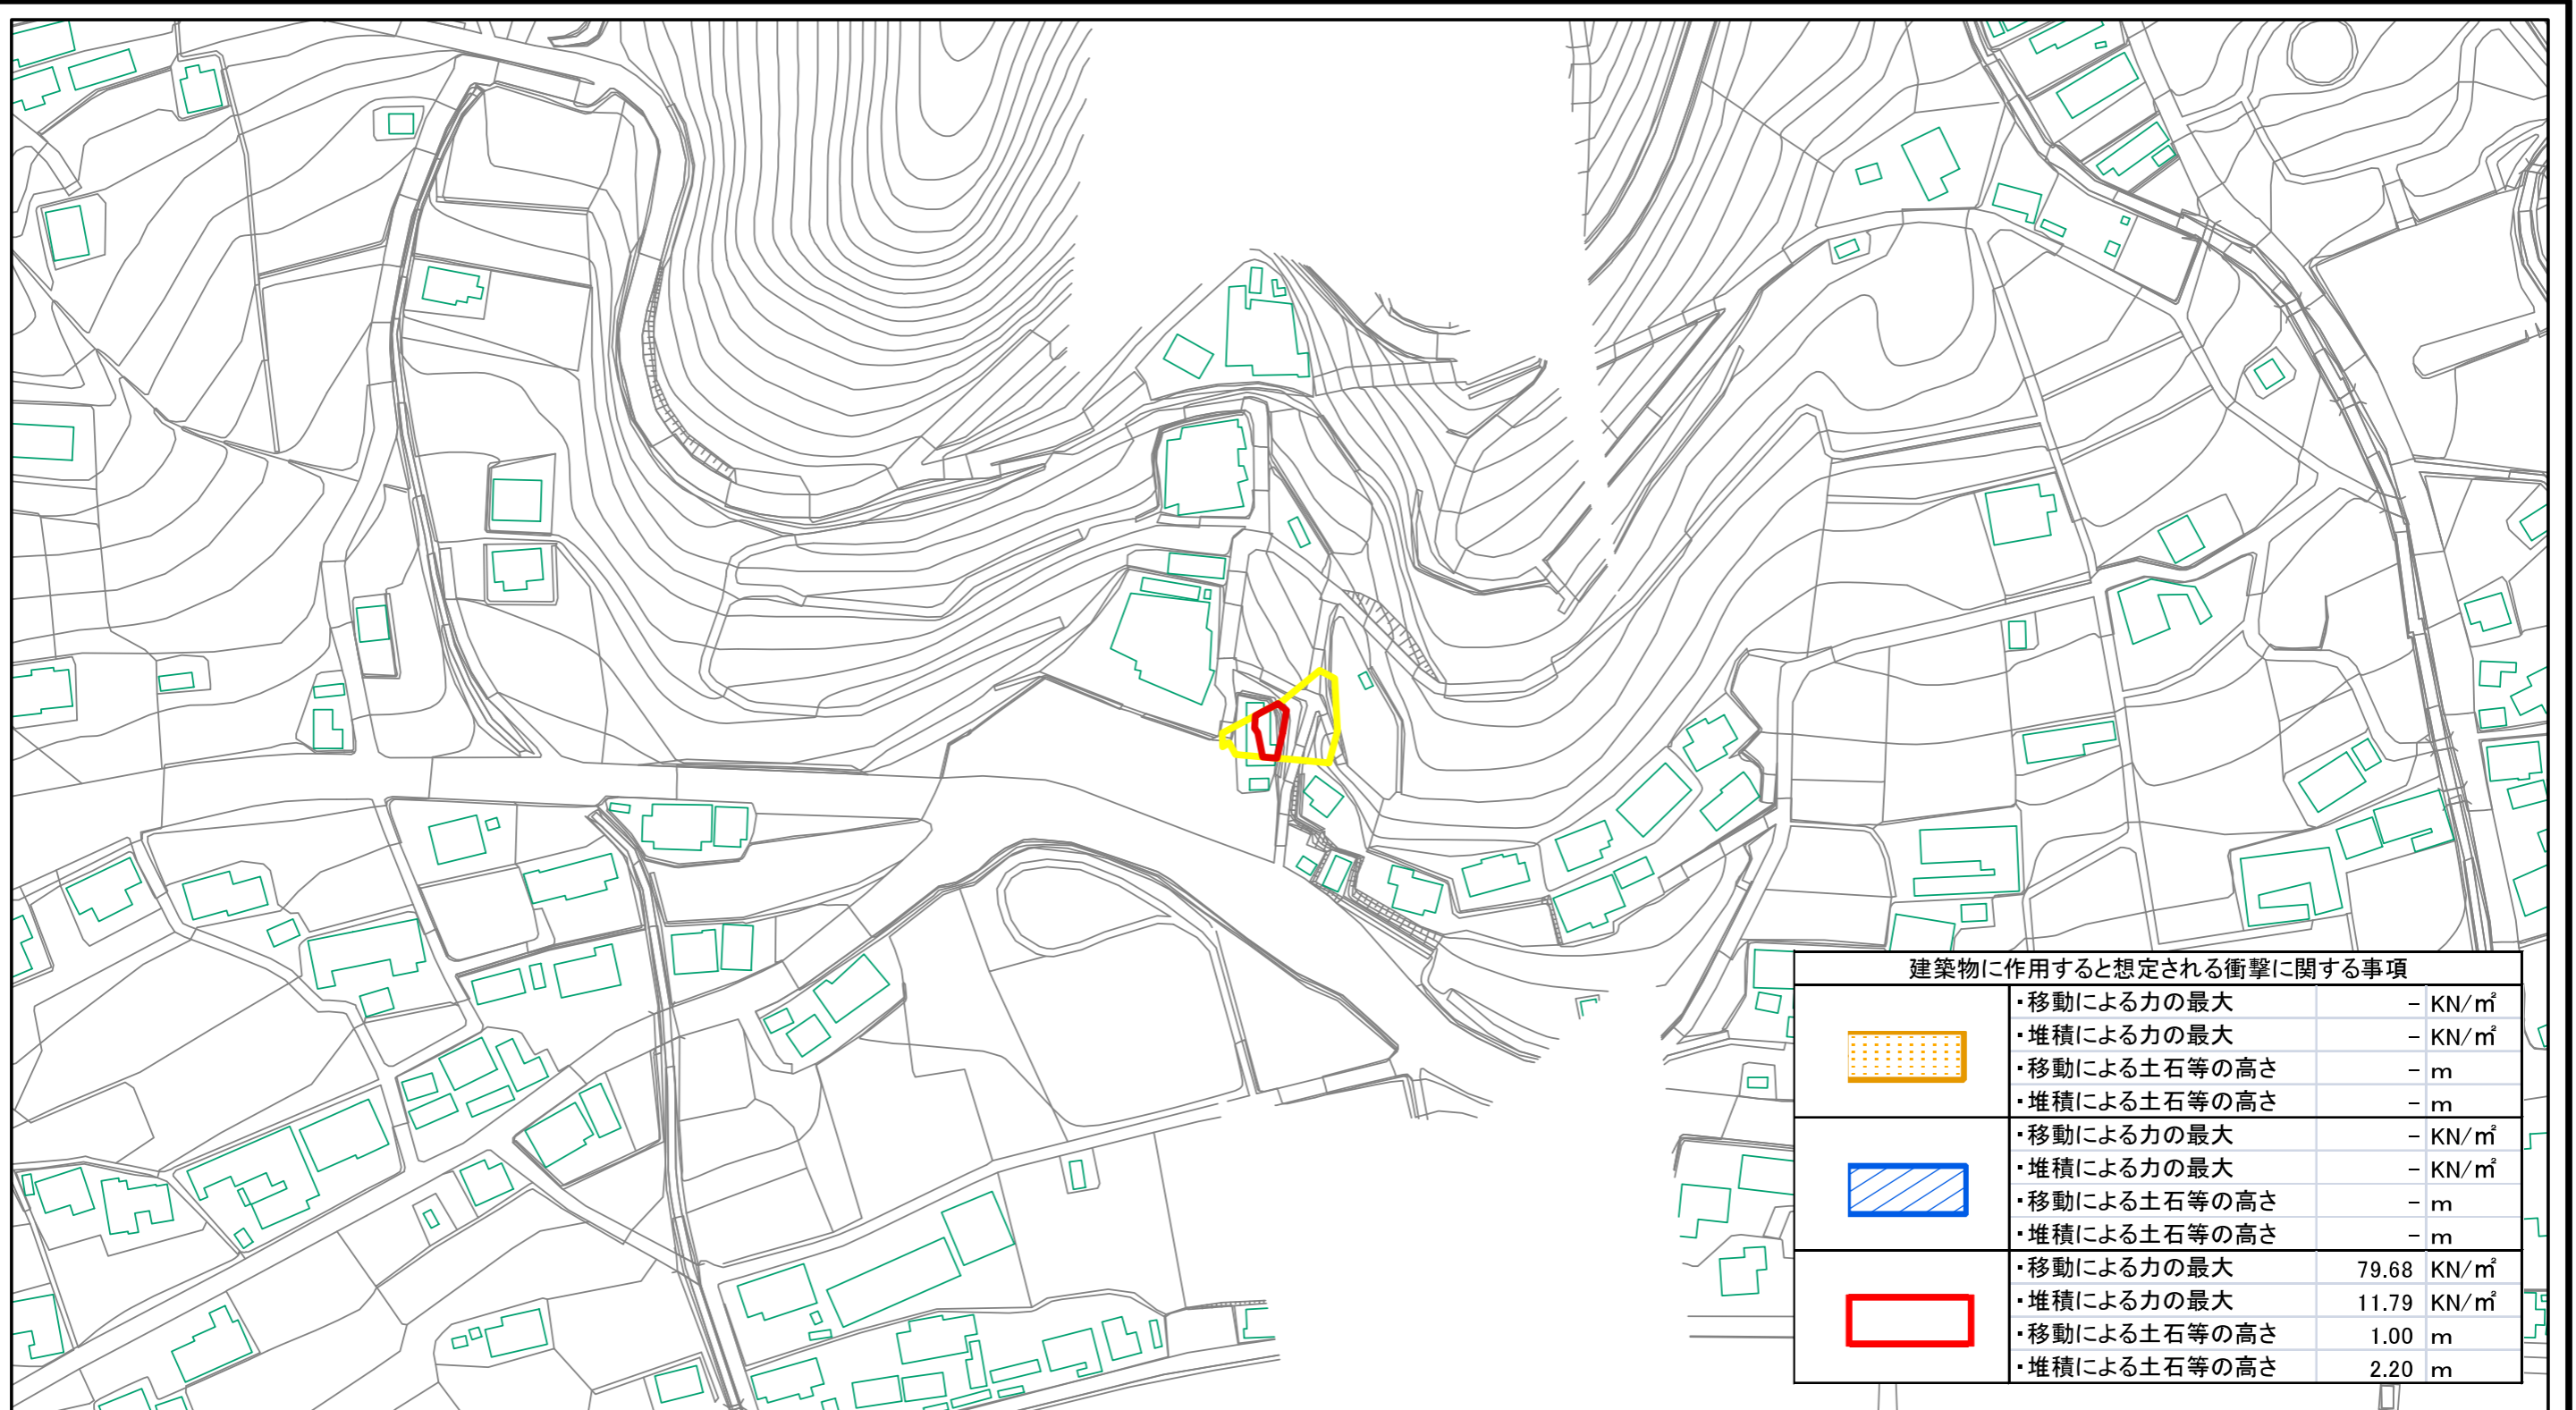 建築物に作用すると想定される衝撃に関する事項
・移動による力の最大 － KN/㎡
・堆積による力の最大 － KN/㎡
・移動による土石等の高さ － m
・堆積による土石等の高さ － m
・移動による力の最大 － KN/㎡
・堆積による力の最大 － KN/㎡
・移動による土石等の高さ － m
・堆積による土石等の高さ － m
・移動による力の最大 79.68 KN/㎡
・堆積による力の最大 11.79 KN/㎡
・移動による土石等の高さ 1.00 m
・堆積による土石等の高さ 2.20 m